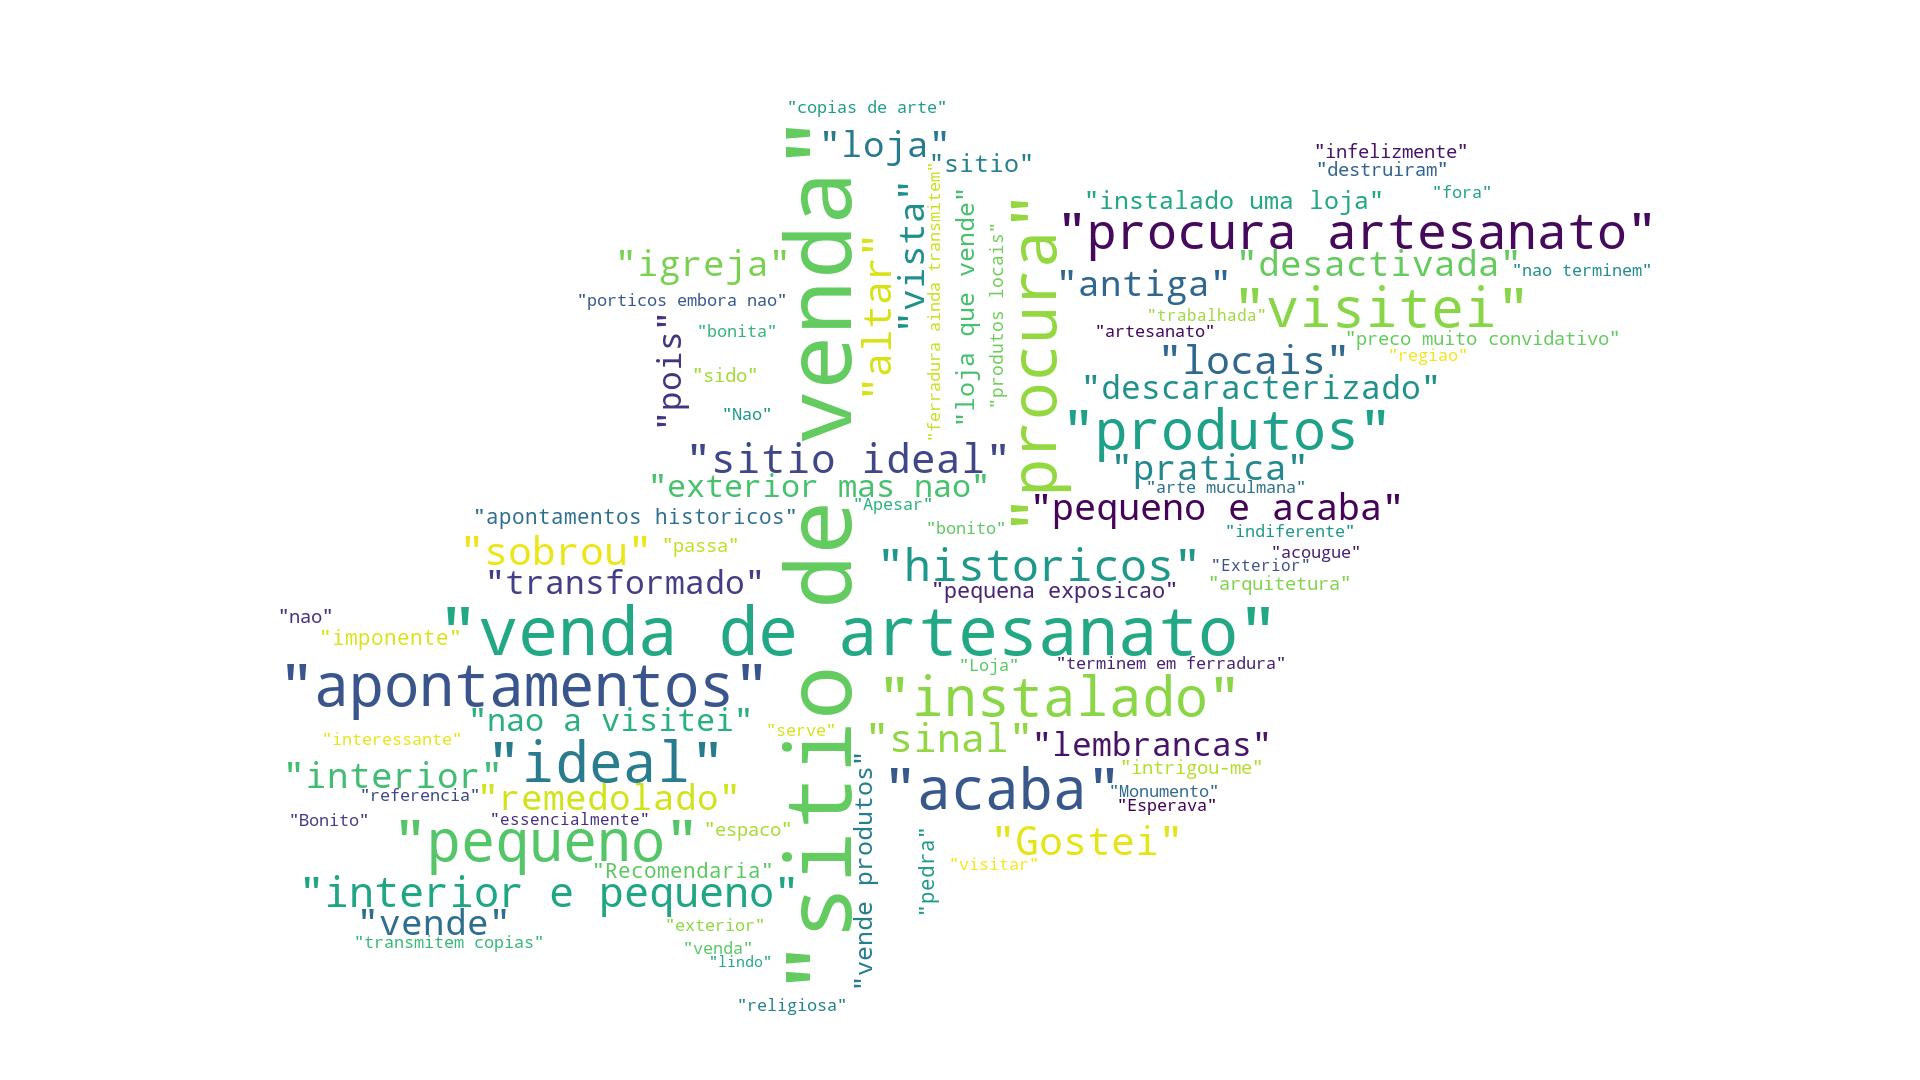 "copias de arte"
"loja"
"sitio"
"infelizmente"
"destruiram"
"fora"
"instalado uma loja"
"procura artesanato"
"igreja"
"sitio de venda"
"altar"
"vista"
"ferradura ainda transmitem"
"loja que vende"
"produtos locais"
"procura"
"desactivada"
"nao terminem"
"antiga"
"visitei"
"porticos embora nao"
"pois"
"bonita"
"trabalhada"
"artesanato"
"preco muito convidativo"
"locais"
"regiao"
"sido"
"descaracterizado"
"Nao"
"produtos"
"sitio ideal"
"pratica"
"exterior mas nao"
"arte muculmana"
"Apesar"
"pequeno e acaba"
"apontamentos historicos"
"bonito"
"indiferente"
"sobrou"
"passa"
"acougue"
"historicos"
"Exterior"
"transformado"
"arquitetura"
"pequena exposicao"
"nao"
"imponente"
"venda de artesanato"
"Loja"
"terminem em ferradura"
"apontamentos"
"instalado"
"nao a visitei"
"serve"
"interessante"
"sinal"
"lembrancas"
"ideal"
"interior"
"intrigou-me"
"vende produtos"
"acaba"
"Monumento"
"referencia"
"remedolado"
"Esperava"
"Bonito"
"essencialmente"
"espaco"
"pequeno"
"Gostei"
"pedra"
"visitar"
"Recomendaria"
"interior e pequeno"
"vende"
"exterior"
"transmitem copias"
"venda"
"lindo"
"religiosa"